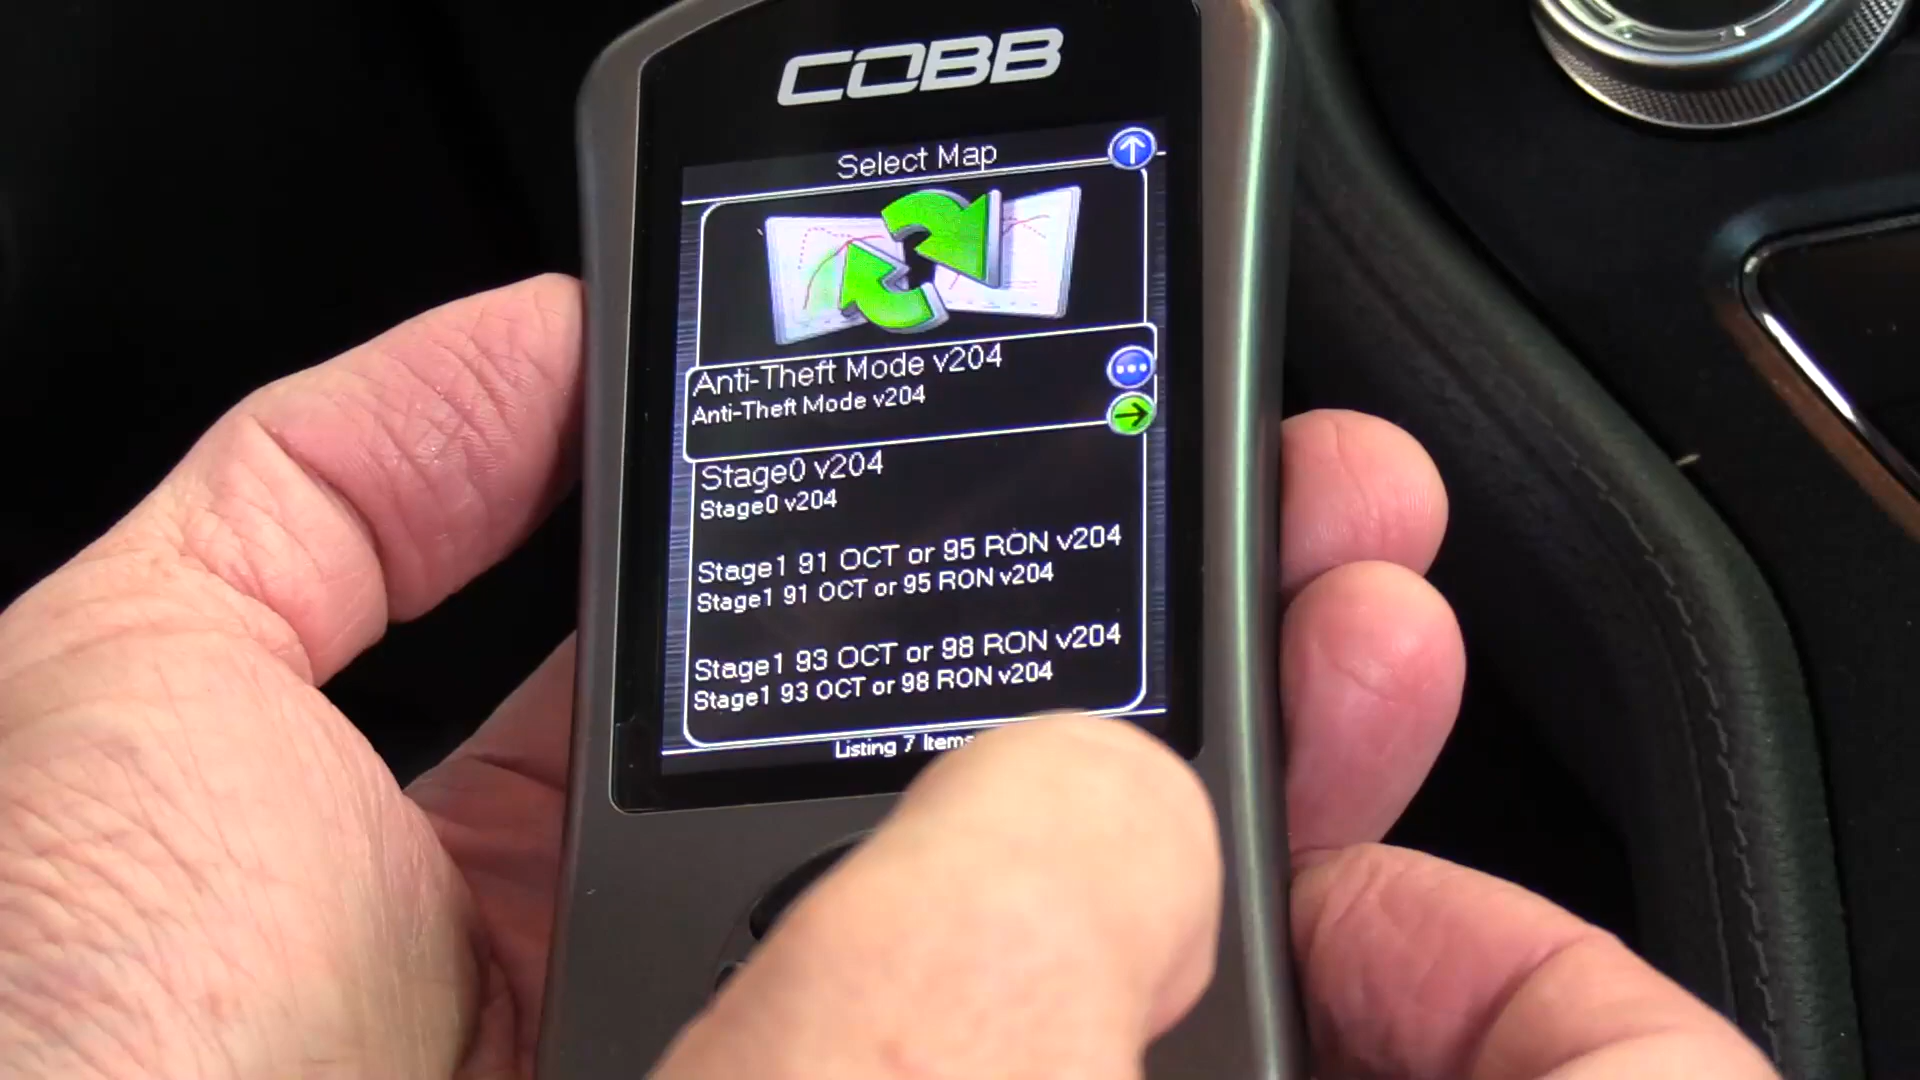 COBB
Select Map
Anti-Theft Mode v204
Anti-Theft Mode v204
Stage0 v204
Stage0 v204
Stage1 91 OCT or 95 RON v204
Stage1 91 OCT or 95 RON v204
Stage1 93 OCT or 98 RON v204
Stage1 93 OCT or 98 RON v204
Listing 7 Items